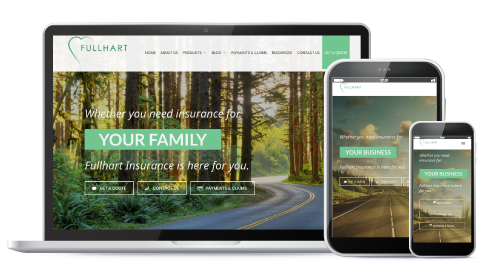 FULLHART
HOME ABOUT US PRODUCTS BLOG PAYMENTS & CLAIMS RESOURCES CONTACT US GET A QUOTE
Whether you need insurance for
YOUR FAMILY
Fullhart Insurance is here for you.
GET A QUOTE CONTACT US PAYMENTS & CLAIMS
FULLHART
Whether you need insurance for
YOUR BUSINESS
Fullhart Insurance is here for you.
FULLHART
Whether you need
insurance for
YOUR BUSINESS
Fullhart Insurance is
here for you.